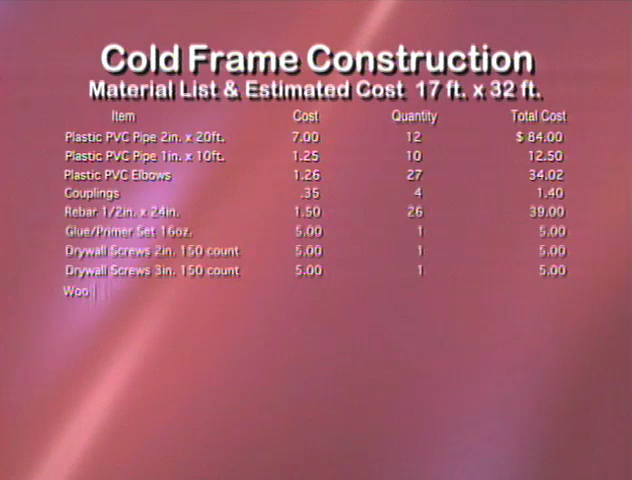 Cold Frame Construction
Material List & Estimated Cost 17 ft. x 32 ft.
Item Cost Quantity Total Cost
Plastic PVC Pipe 2in. x 20ft. 7.00 12 $ 84.00
Plastic PVC Pipe 1in. x 10ft. 1.25 10 12.50
Plastic PVC Elbows 1.26 27 34.02
Couplings .35 4 1.40
Rebar 1/2in. x 24in. 1.50 26 39.00
Glue/Primer Set 16oz. 5.00 1 5.00
Drywall Screws 2in. 150 count 5.00 1 5.00
Drywall Screws 3in. 150 count 5.00 1 5.00
Woo